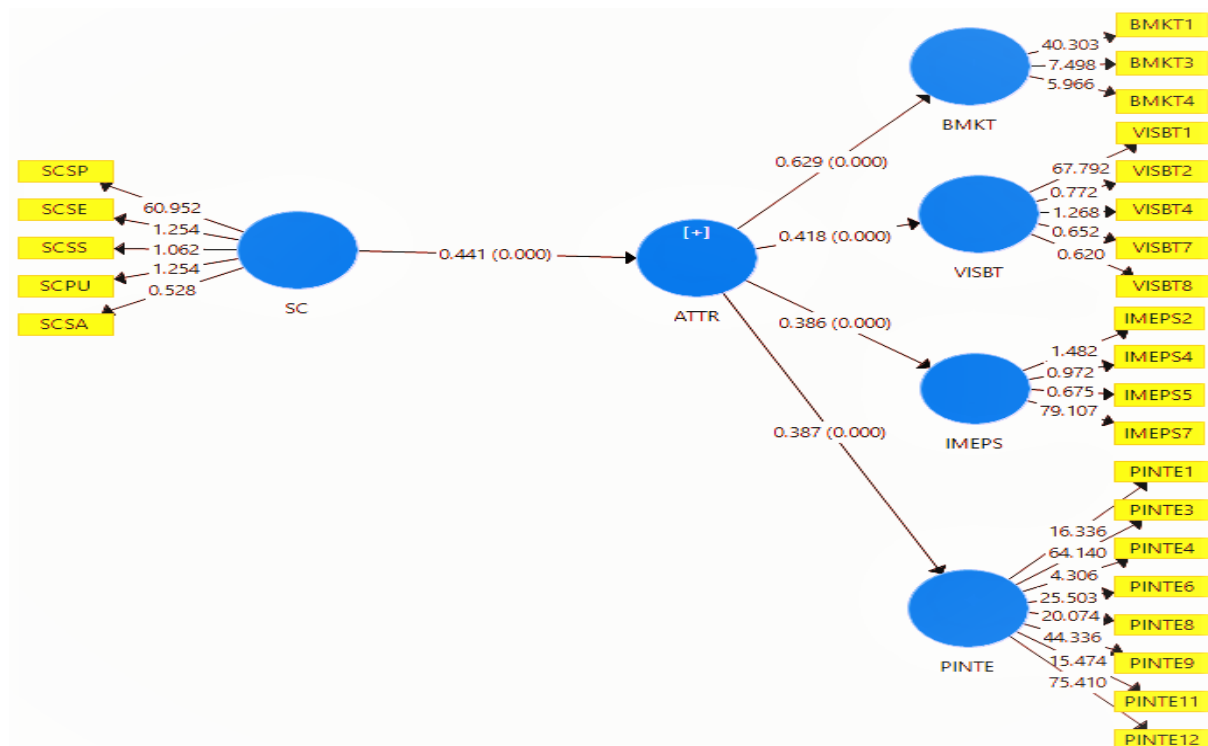 SCSP
SCSE
SCSS
SCPU
SCSA
60.952
1.254
1.062
1.254
0.528
SC
0.441 (0.000)
[+]
ATTR
0.629 (0.000)
0.418 (0.000)
0.386 (0.000)
0.387 (0.000)
BMKT
40.303
7.498
5.966
BMKT1
BMKT3
BMKT4
VISBT
67.792
0.772
1.268
0.652
0.620
VISBT1
VISBT2
VISBT4
VISBT7
VISBT8
IMEPS
1.482
0.972
0.675
79.107
IMEPS2
IMEPS4
IMEPS5
IMEPS7
PINTE
16.336
64.140
4.306
25.503
20.074
44.336
15.474
75.410
PINTE1
PINTE3
PINTE4
PINTE6
PINTE8
PINTE9
PINTE11
PINTE12